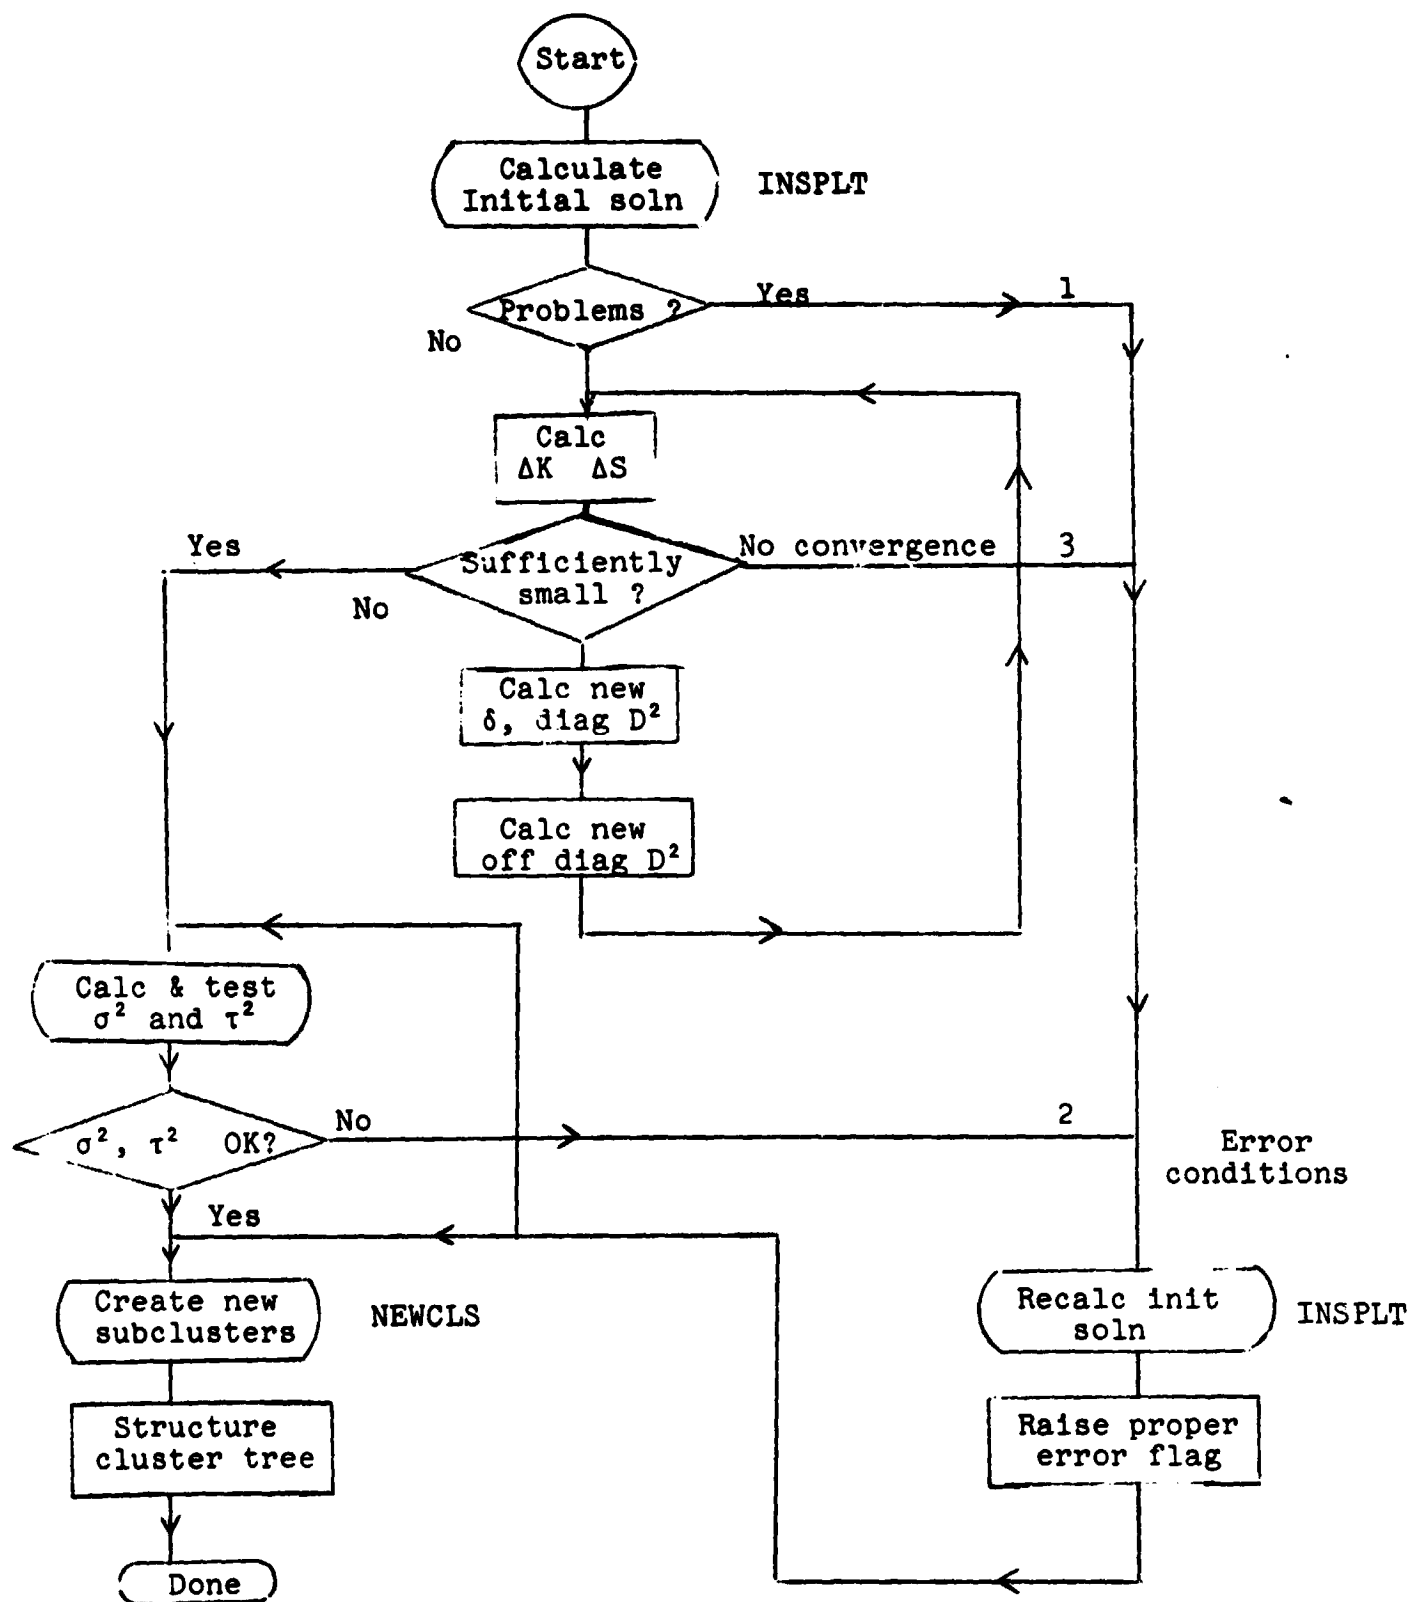 Start
Calculate
Initial soln
INSPLT
Problems ?
Yes
1
No
Calc
ΔK ΔS
Yes
Sufficiently
small ?
No convergence
3
No
Calc new
δ, diag D²
Calc new
off diag D²
Calc & test
σ² and τ²
σ², τ² OK?
No
2
Error
conditions
Yes
Create new
subclusters
NEWCLS
Recalc init
soln
INSPLT
Structure
cluster tree
Raise proper
error flag
Done